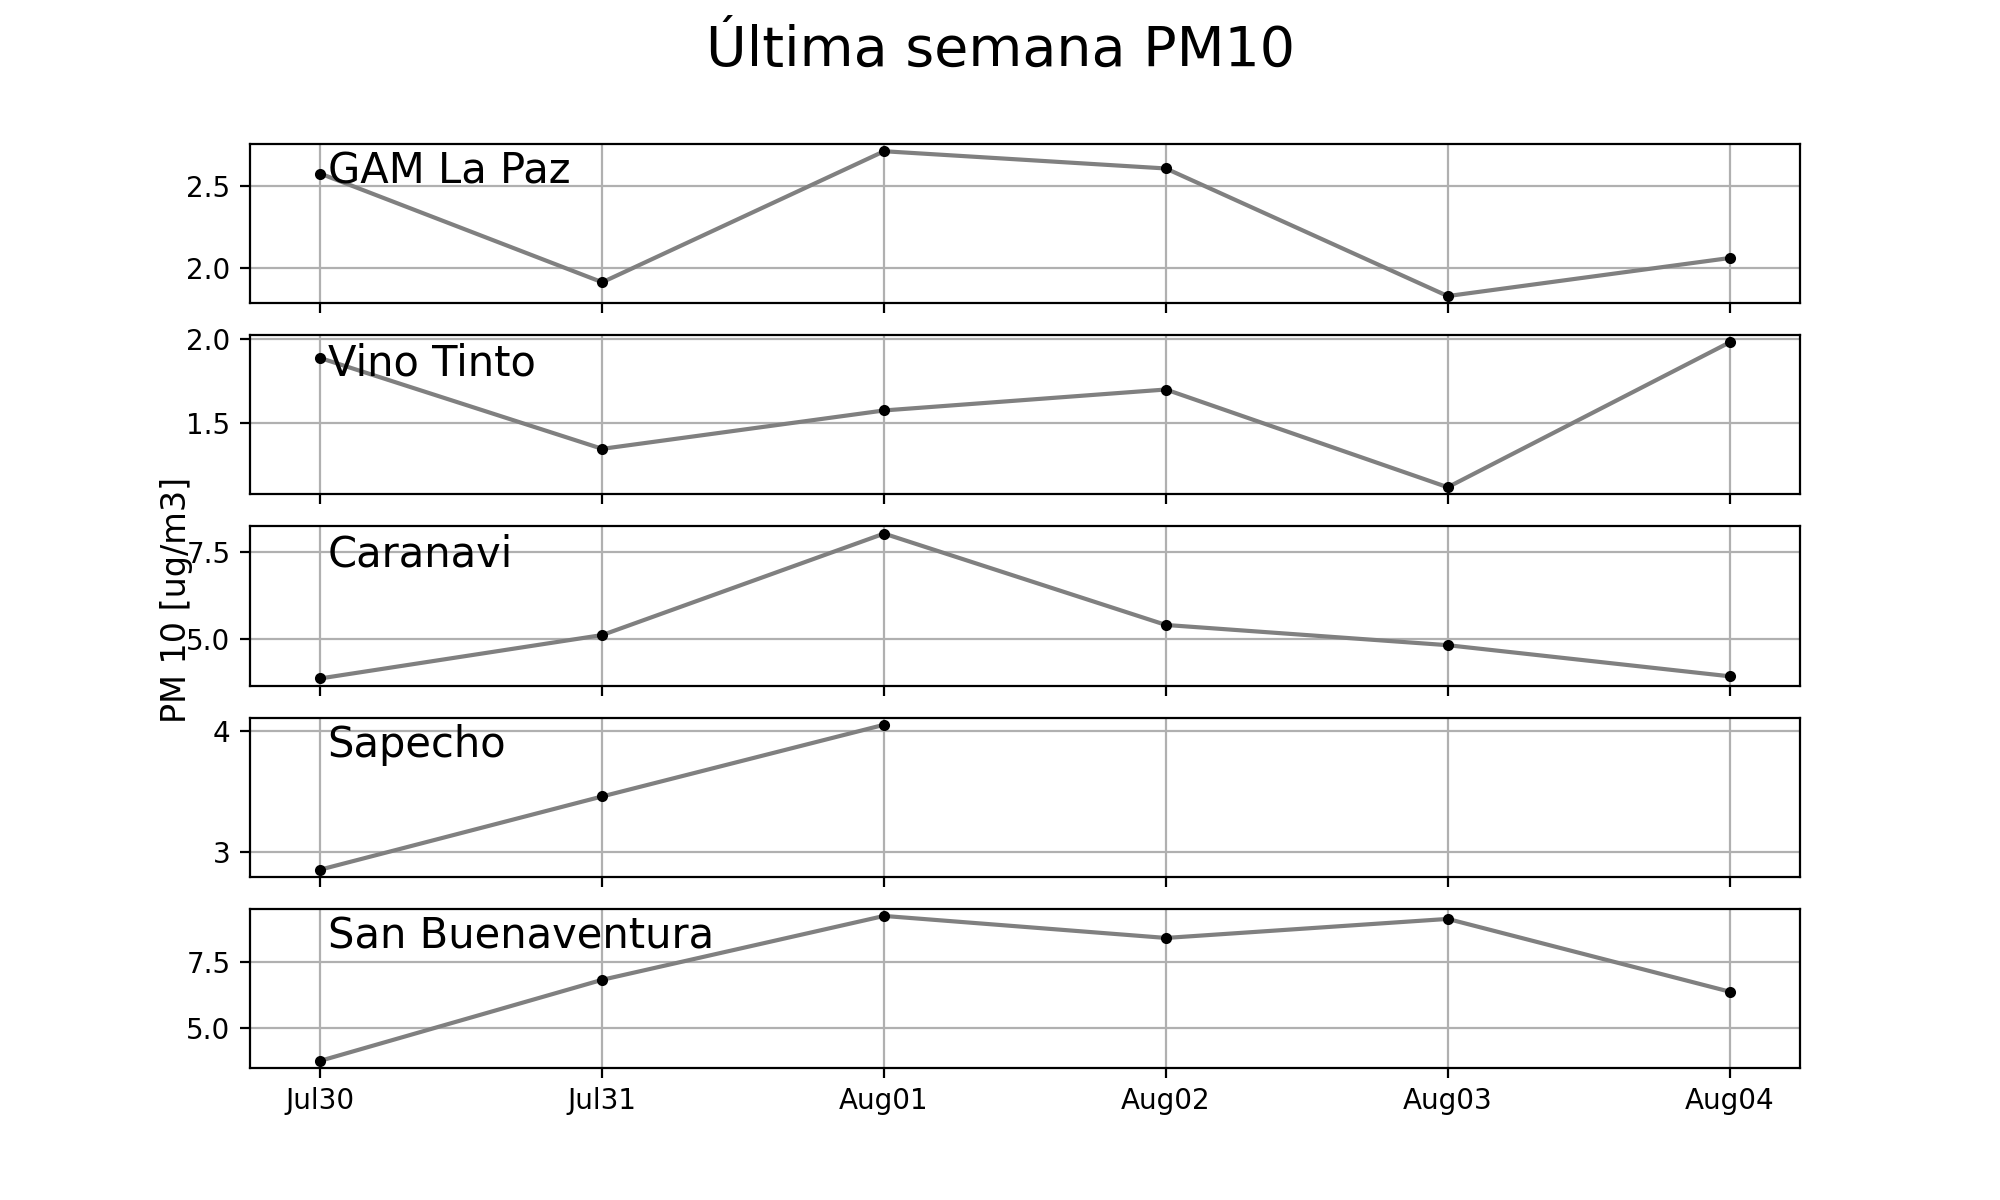 Última semana PM10
GAM La Paz
2.5
2.0
Vino Tinto
2.0
1.5
PM 10 [ug/m3]
Caranavi
7.5
5.0
Sapecho
4
3
San Buenaventura
7.5
5.0
Jul30 Jul31 Aug01 Aug02 Aug03 Aug04